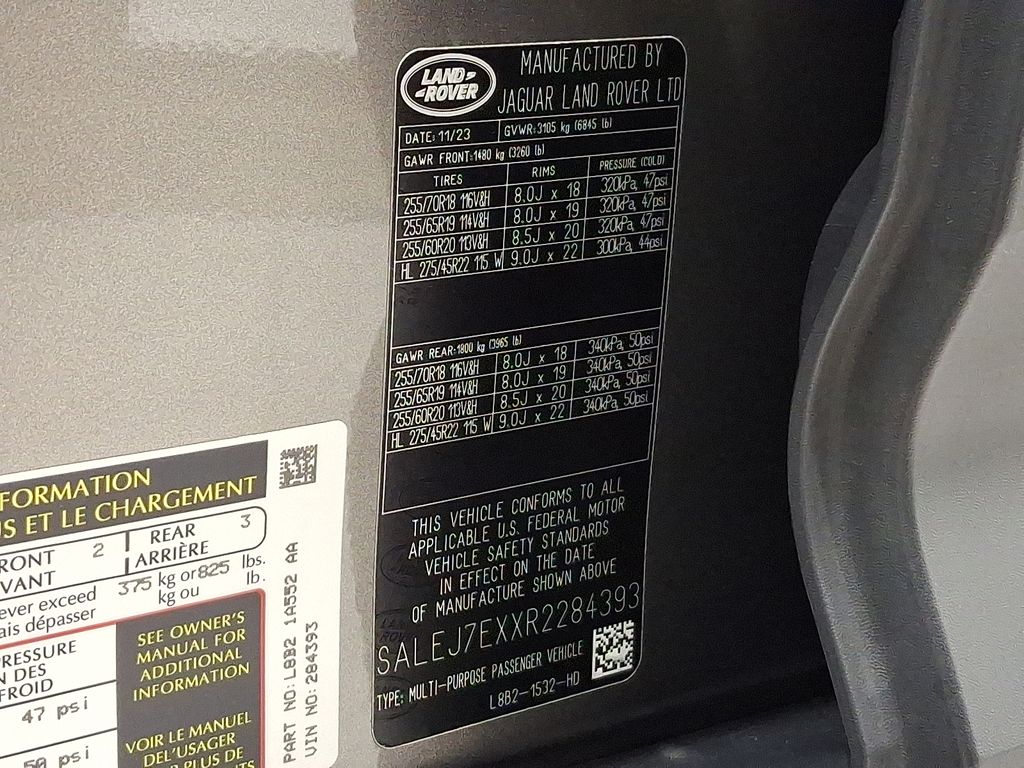 LAND-
-ROVER
MANUFACTURED BY
JAGUAR LAND ROVER LTD
DATE: 11/23 GVWR:3105 kg (6845 lb)
GAWR FRONT:1480 kg (3260 lb)
TIRES RIMS PRESSURE (COLD)
255/70R18 116V&H 8.0J x 18 320kPa, 47psi
255/65R19 114V&H 8.0J x 19 320kPa, 47psi
255/60R20 113V&H 8.5J x 20 320kPa, 47psi
HL 275/45R22 115 W 9.0J x 22 300kPa, 44psi
GAWR REAR:1800 kg (3965 lb)
255/70R18 116V&H 8.0J x 18 340kPa, 50psi
255/65R19 114V&H 8.0J x 19 340kPa, 50psi
255/60R20 113V&H 8.5J x 20 340kPa, 50psi
HL 275/45R22 115 W 9.0J x 22 340kPa, 50psi
THIS VEHICLE CONFORMS TO ALL
APPLICABLE U.S. FEDERAL MOTOR
VEHICLE SAFETY STANDARDS
IN EFFECT ON THE DATE
OF MANUFACTURE SHOWN ABOVE
SALEJ7EXXR2284393
TYPE: MULTI-PURPOSE PASSENGER VEHICLE
L8B2-1532-HD
FORMATION
US ET LE CHARGEMENT
RONT 2 REAR 3
VANT ARRIÈRE
ever exceed 375 kg or 825 lbs.
ais dépasser kg ou lb.
PRESSURE
N DES
FROID
47 psi
50 psi
SEE OWNER'S
MANUAL FOR
ADDITIONAL
INFORMATION
VOIR LE MANUEL
DE L'USAGER
R PLUS DE
PART NO: L8B2 1A552 AA
VIN NO: 284393